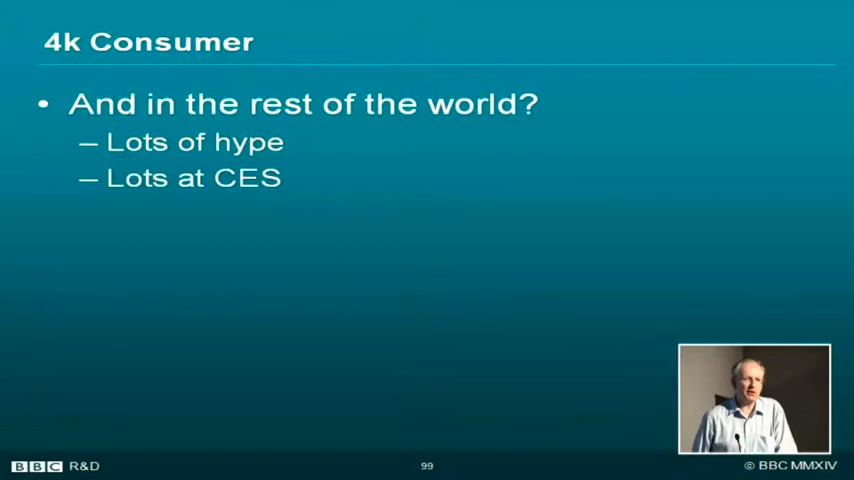 4k Consumer
• And in the rest of the world?
– Lots of hype
– Lots at CES
BBC R&D
99
© BBC MMXIV